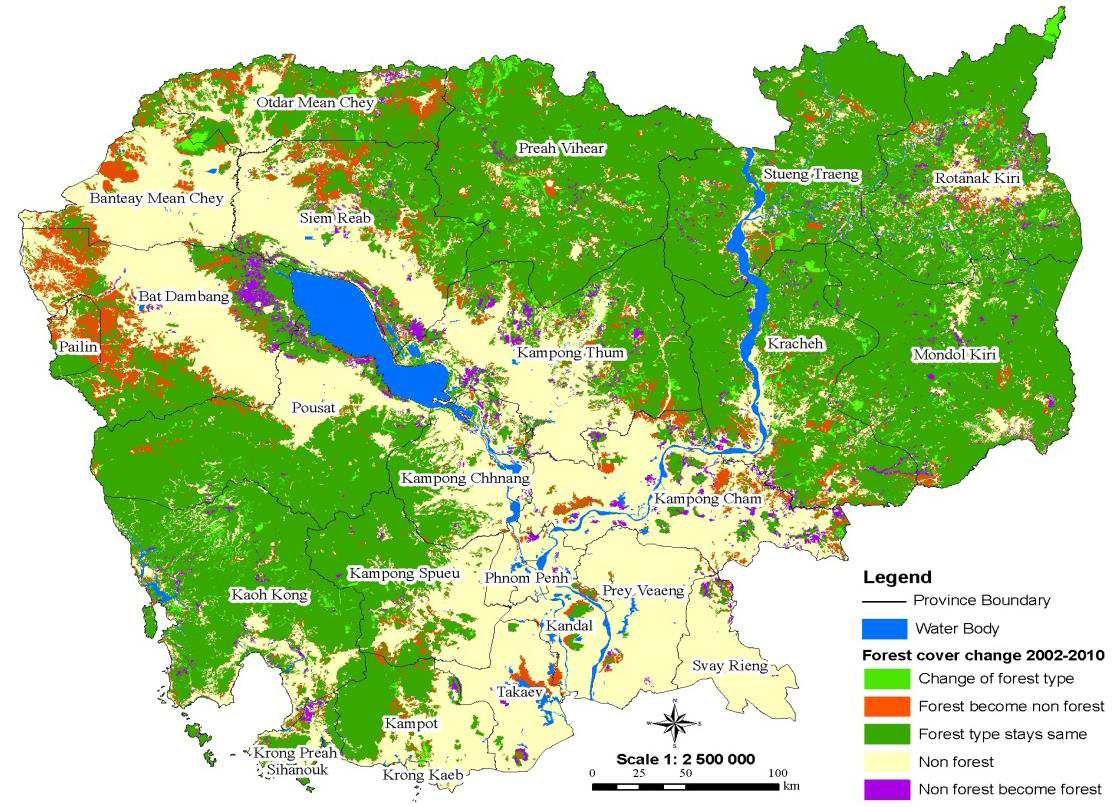 Otdar Mean Chey
Preah Vihear
Stueng Traeng
Rotanak Kiri
Banteay Mean Chey
Siem Reab
Bat Dambang
Pailin
Kampong Thum
Kracheh
Mondol Kiri
Pousat
Kampong Chhnang
Kampong Cham
Kaoh Kong
Kampong Spueu
Phnom Penh
Prey Veaeng
Kandal
Svay Rieng
Takaev
Kampot
Krong Preah
Sihanouk
Krong Kaeb
N
W
E
S
Scale 1: 2 500 000
0 25 50 100
km
Legend
Province Boundary
Water Body
Forest cover change 2002-2010
Change of forest type
Forest become non forest
Forest type stays same
Non forest
Non forest become forest